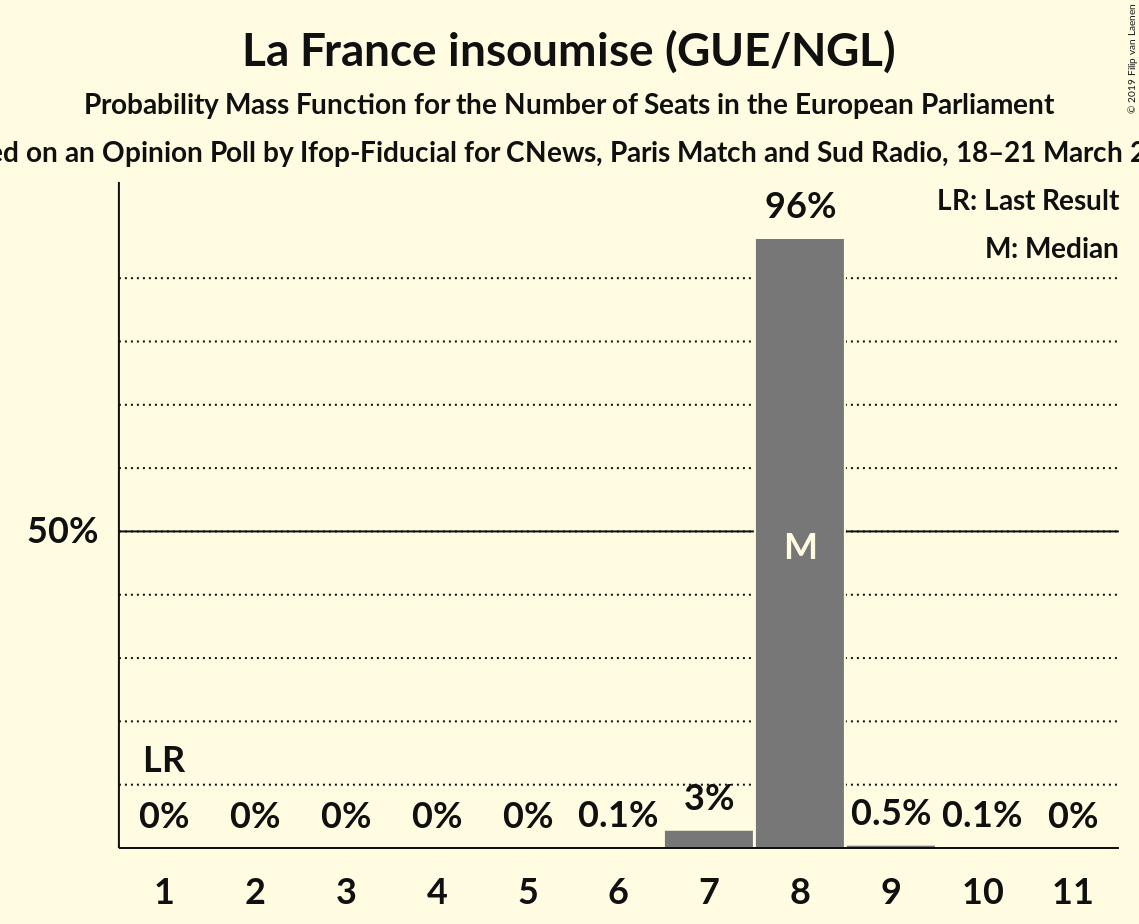 La France insoumise (GUE/NGL)
Probability Mass Function for the Number of Seats in the European Parliament
on an Opinion Poll by Ifop-Fiducial for CNews, Paris Match and Sud Radio, 18–21 March
© 2019 Filip van Laenen
LR: Last Result
M: Median
96%
50%
M
LR
0% 0% 0% 0% 0% 0.1% 3% 0.5% 0.1% 0%
1 2 3 4 5 6 7 8 9 10 11